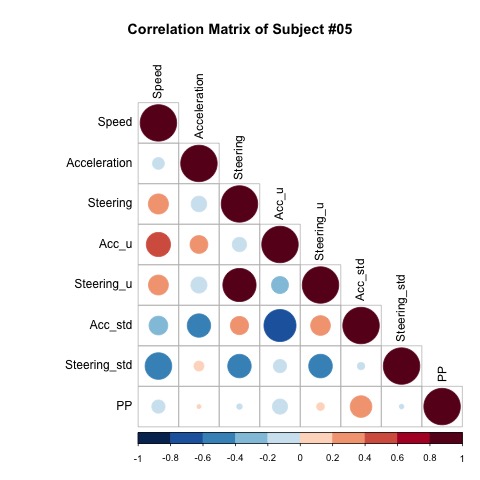 Correlation Matrix of Subject #05
Speed
Acceleration
Steering
Acc_u
Steering_u
Acc_std
Steering_std
PP
Speed
Acceleration
Steering
Acc_u
Steering_u
Acc_std
Steering_std
PP
-1 -0.8 -0.6 -0.4 -0.2 0 0.2 0.4 0.6 0.8 1